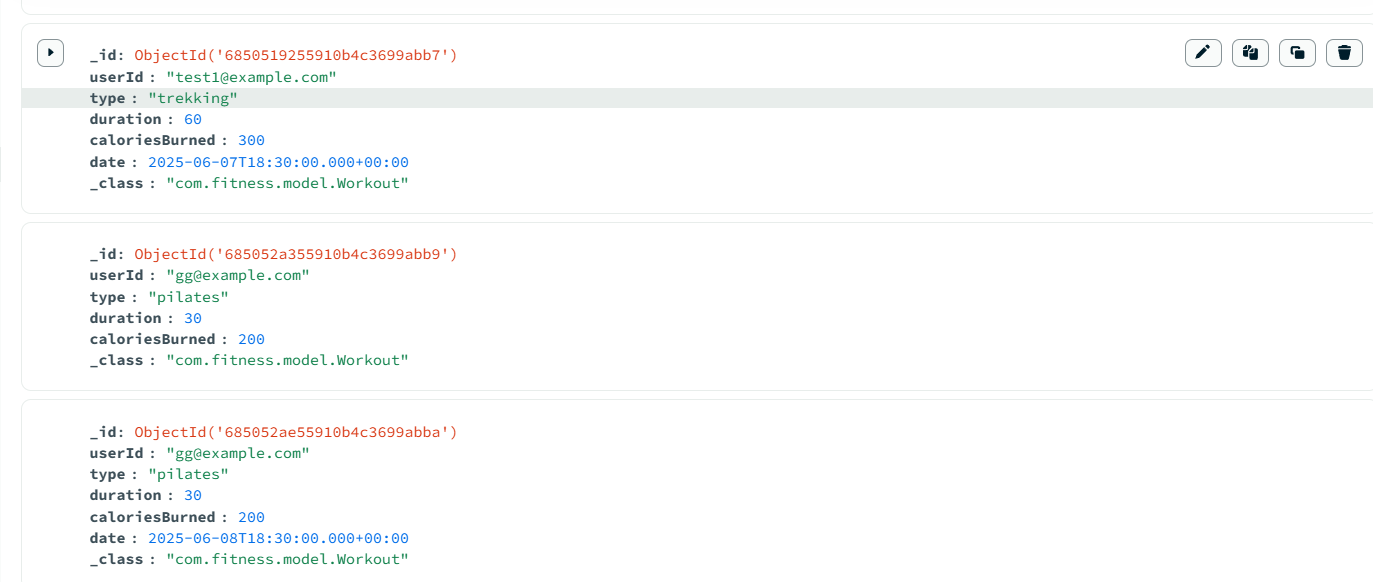 _id: ObjectId('6850519255910b4c3699abb7')
userId : "test1@example.com"
type : "trekking"
duration : 60
caloriesBurned : 300
date : 2025-06-07T18:30:00.000+00:00
_class : "com.fitness.model.Workout"
_id: ObjectId('685052a355910b4c3699abb9')
userId : "gg@example.com"
type : "pilates"
duration : 30
caloriesBurned : 200
_class : "com.fitness.model.Workout"
_id: ObjectId('685052ae55910b4c3699abba')
userId : "gg@example.com"
type : "pilates"
duration : 30
caloriesBurned : 200
date : 2025-06-08T18:30:00.000+00:00
_class : "com.fitness.model.Workout"